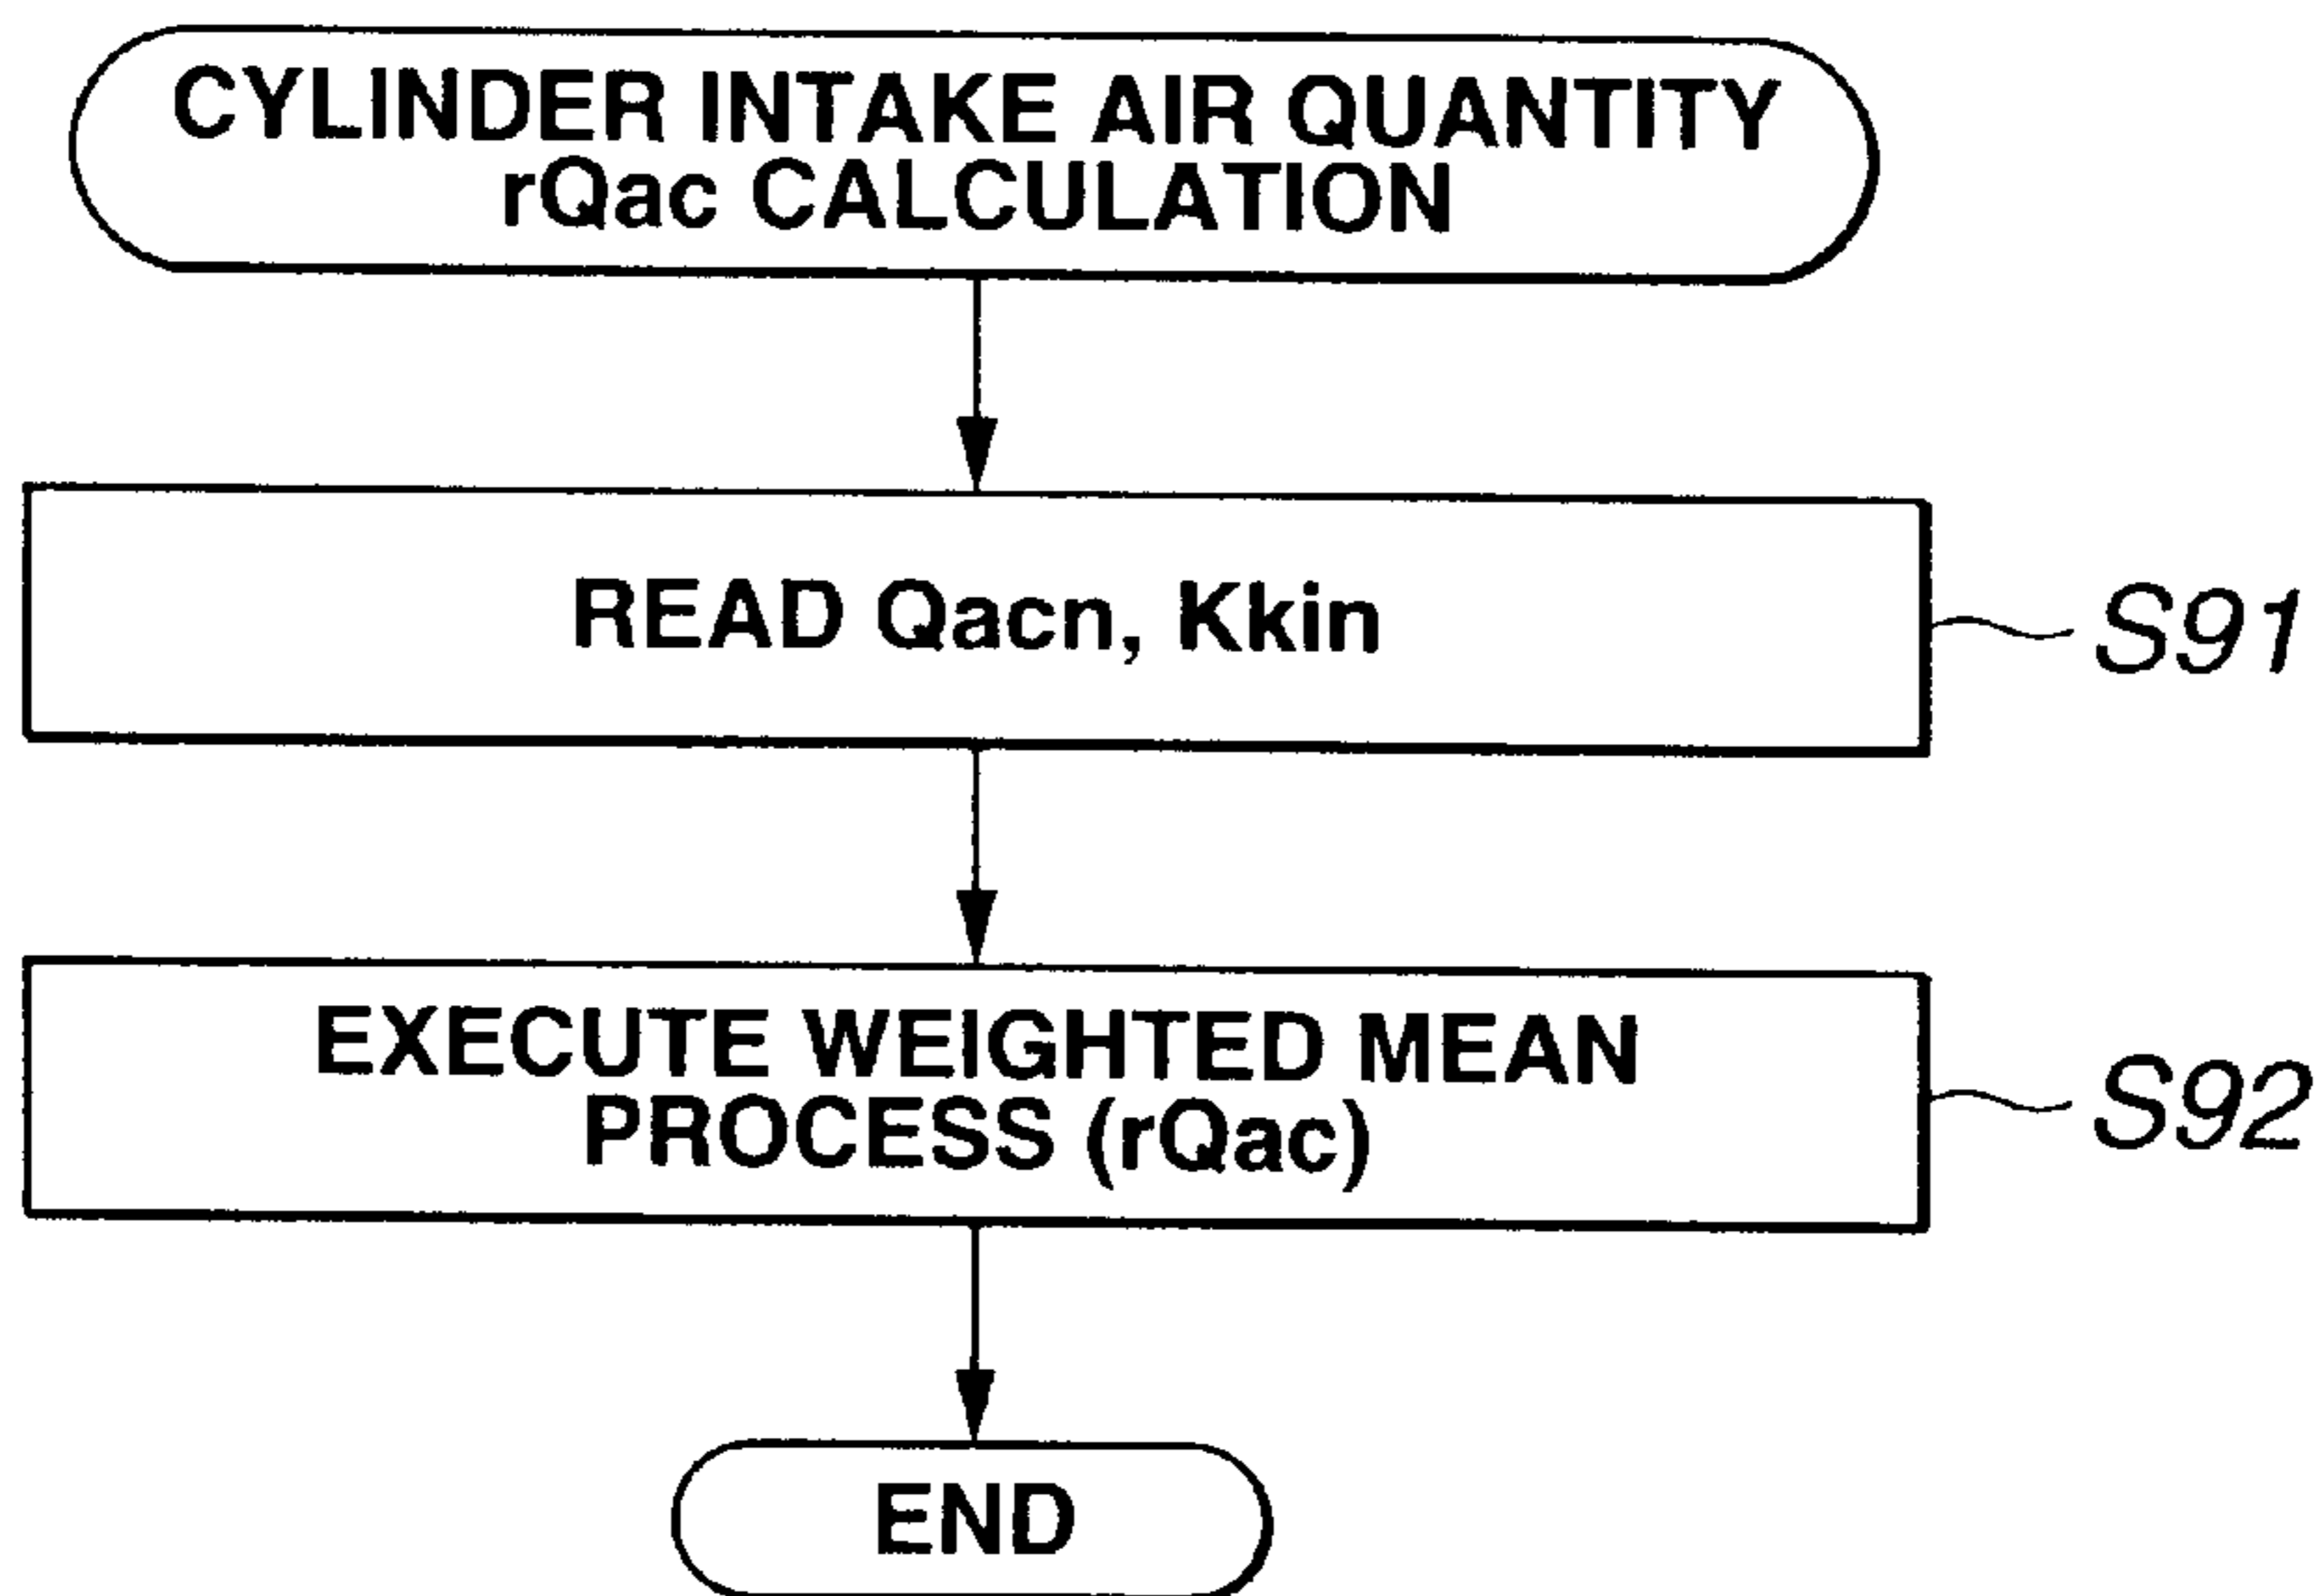 CYLINDER INTAKE AIR QUANTITY
rQac CALCULATION
READ Qacn, Kkin
S91
EXECUTE WEIGHTED MEAN
PROCESS (rQac)
S92
END